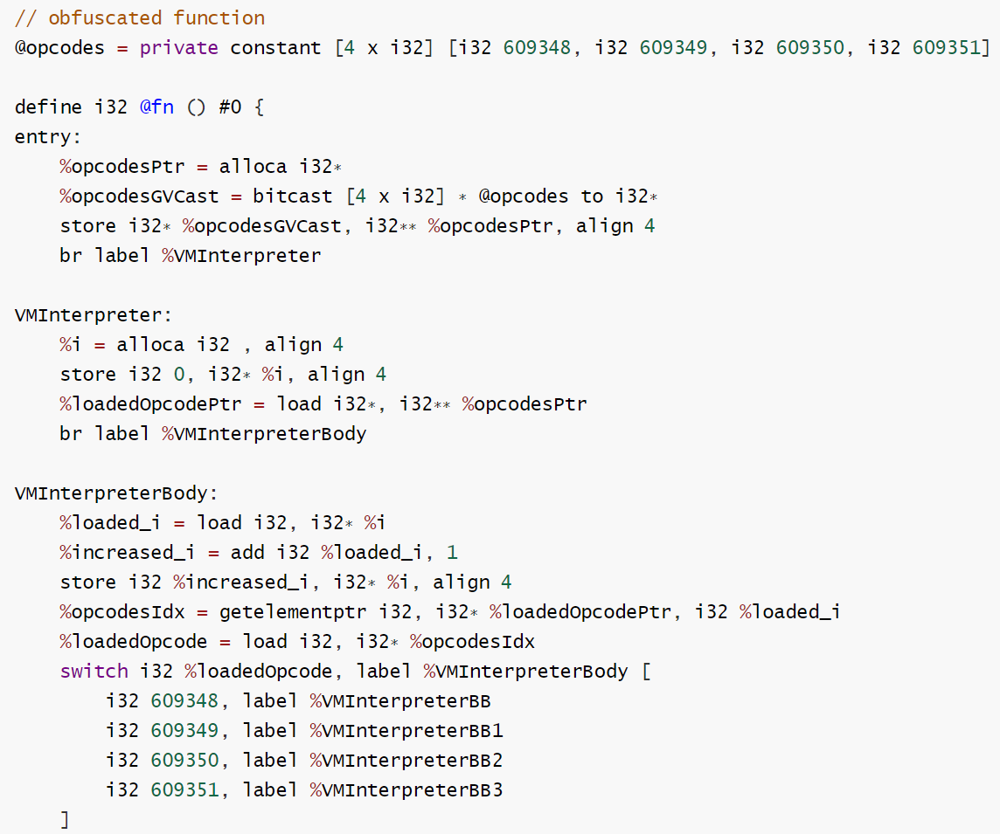 // obfuscated function
@opcodes = private constant [4 x i32] [i32 609348, i32 609349, i32 609350, i32 609351]
define i32 @fn () #0 {
entry:
%opcodesPtr = alloca i32*
%opcodesGVCast = bitcast [4 x i32] * @opcodes to i32*
store i32* %opcodesGVCast, i32** %opcodesPtr, align 4
br label %VMInterpreter
VMInterpreter:
%i = alloca i32 , align 4
store i32 0, i32* %i, align 4
%loadedOpcodePtr = load i32*, i32** %opcodesPtr
br label %VMInterpreterBody
VMInterpreterBody:
%loaded_i = load i32, i32* %i
%increased_i = add i32 %loaded_i, 1
store i32 %increased_i, i32* %i, align 4
%opcodesIdx = getelementptr i32, i32* %loadedOpcodePtr, i32 %loaded_i
%loadedOpcode = load i32, i32* %opcodesIdx
switch i32 %loadedOpcode, label %VMInterpreterBody [
i32 609348, label %VMInterpreterBB
i32 609349, label %VMInterpreterBB1
i32 609350, label %VMInterpreterBB2
i32 609351, label %VMInterpreterBB3
]